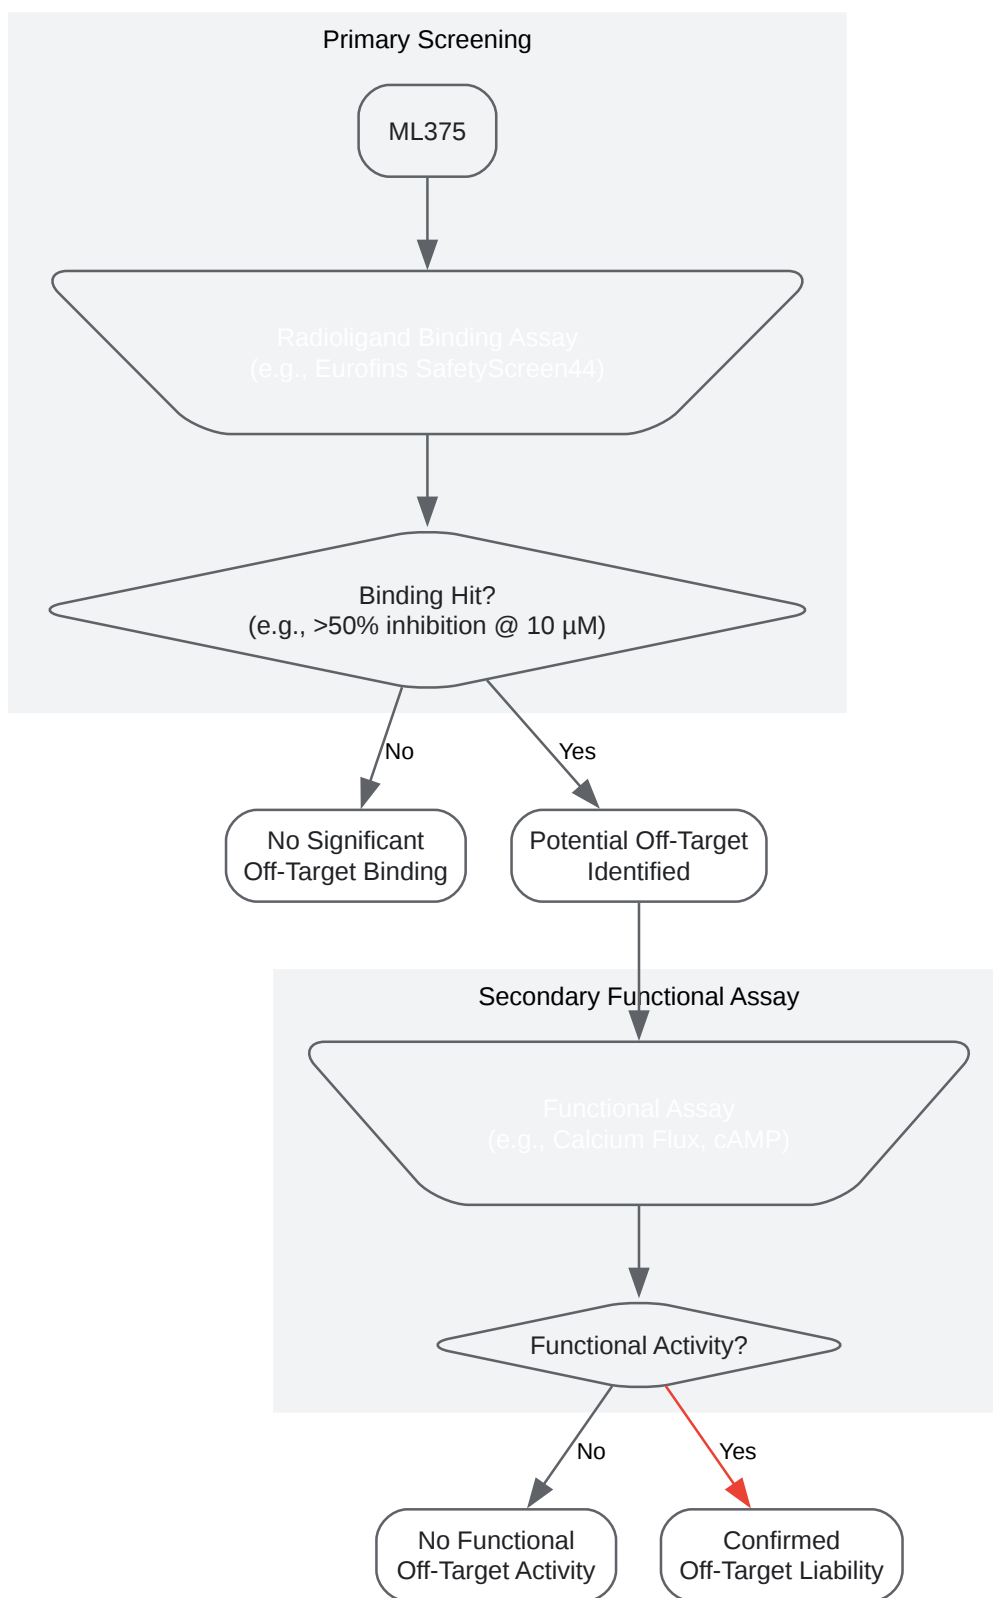 Primary Screening
ML375
Radioligand Binding Assay
(e.g., Eurofins SafetyScreen44)
Binding Hit?
(e.g., >50% inhibition @ 10 µM)
No
Yes
No Significant
Off-Target Binding
Potential Off-Target
Identified
Secondary Functional Assay
Functional Assay
(e.g., Calcium Flux, cAMP)
Functional Activity?
No
Yes
No Functional
Off-Target Activity
Confirmed
Off-Target Liability